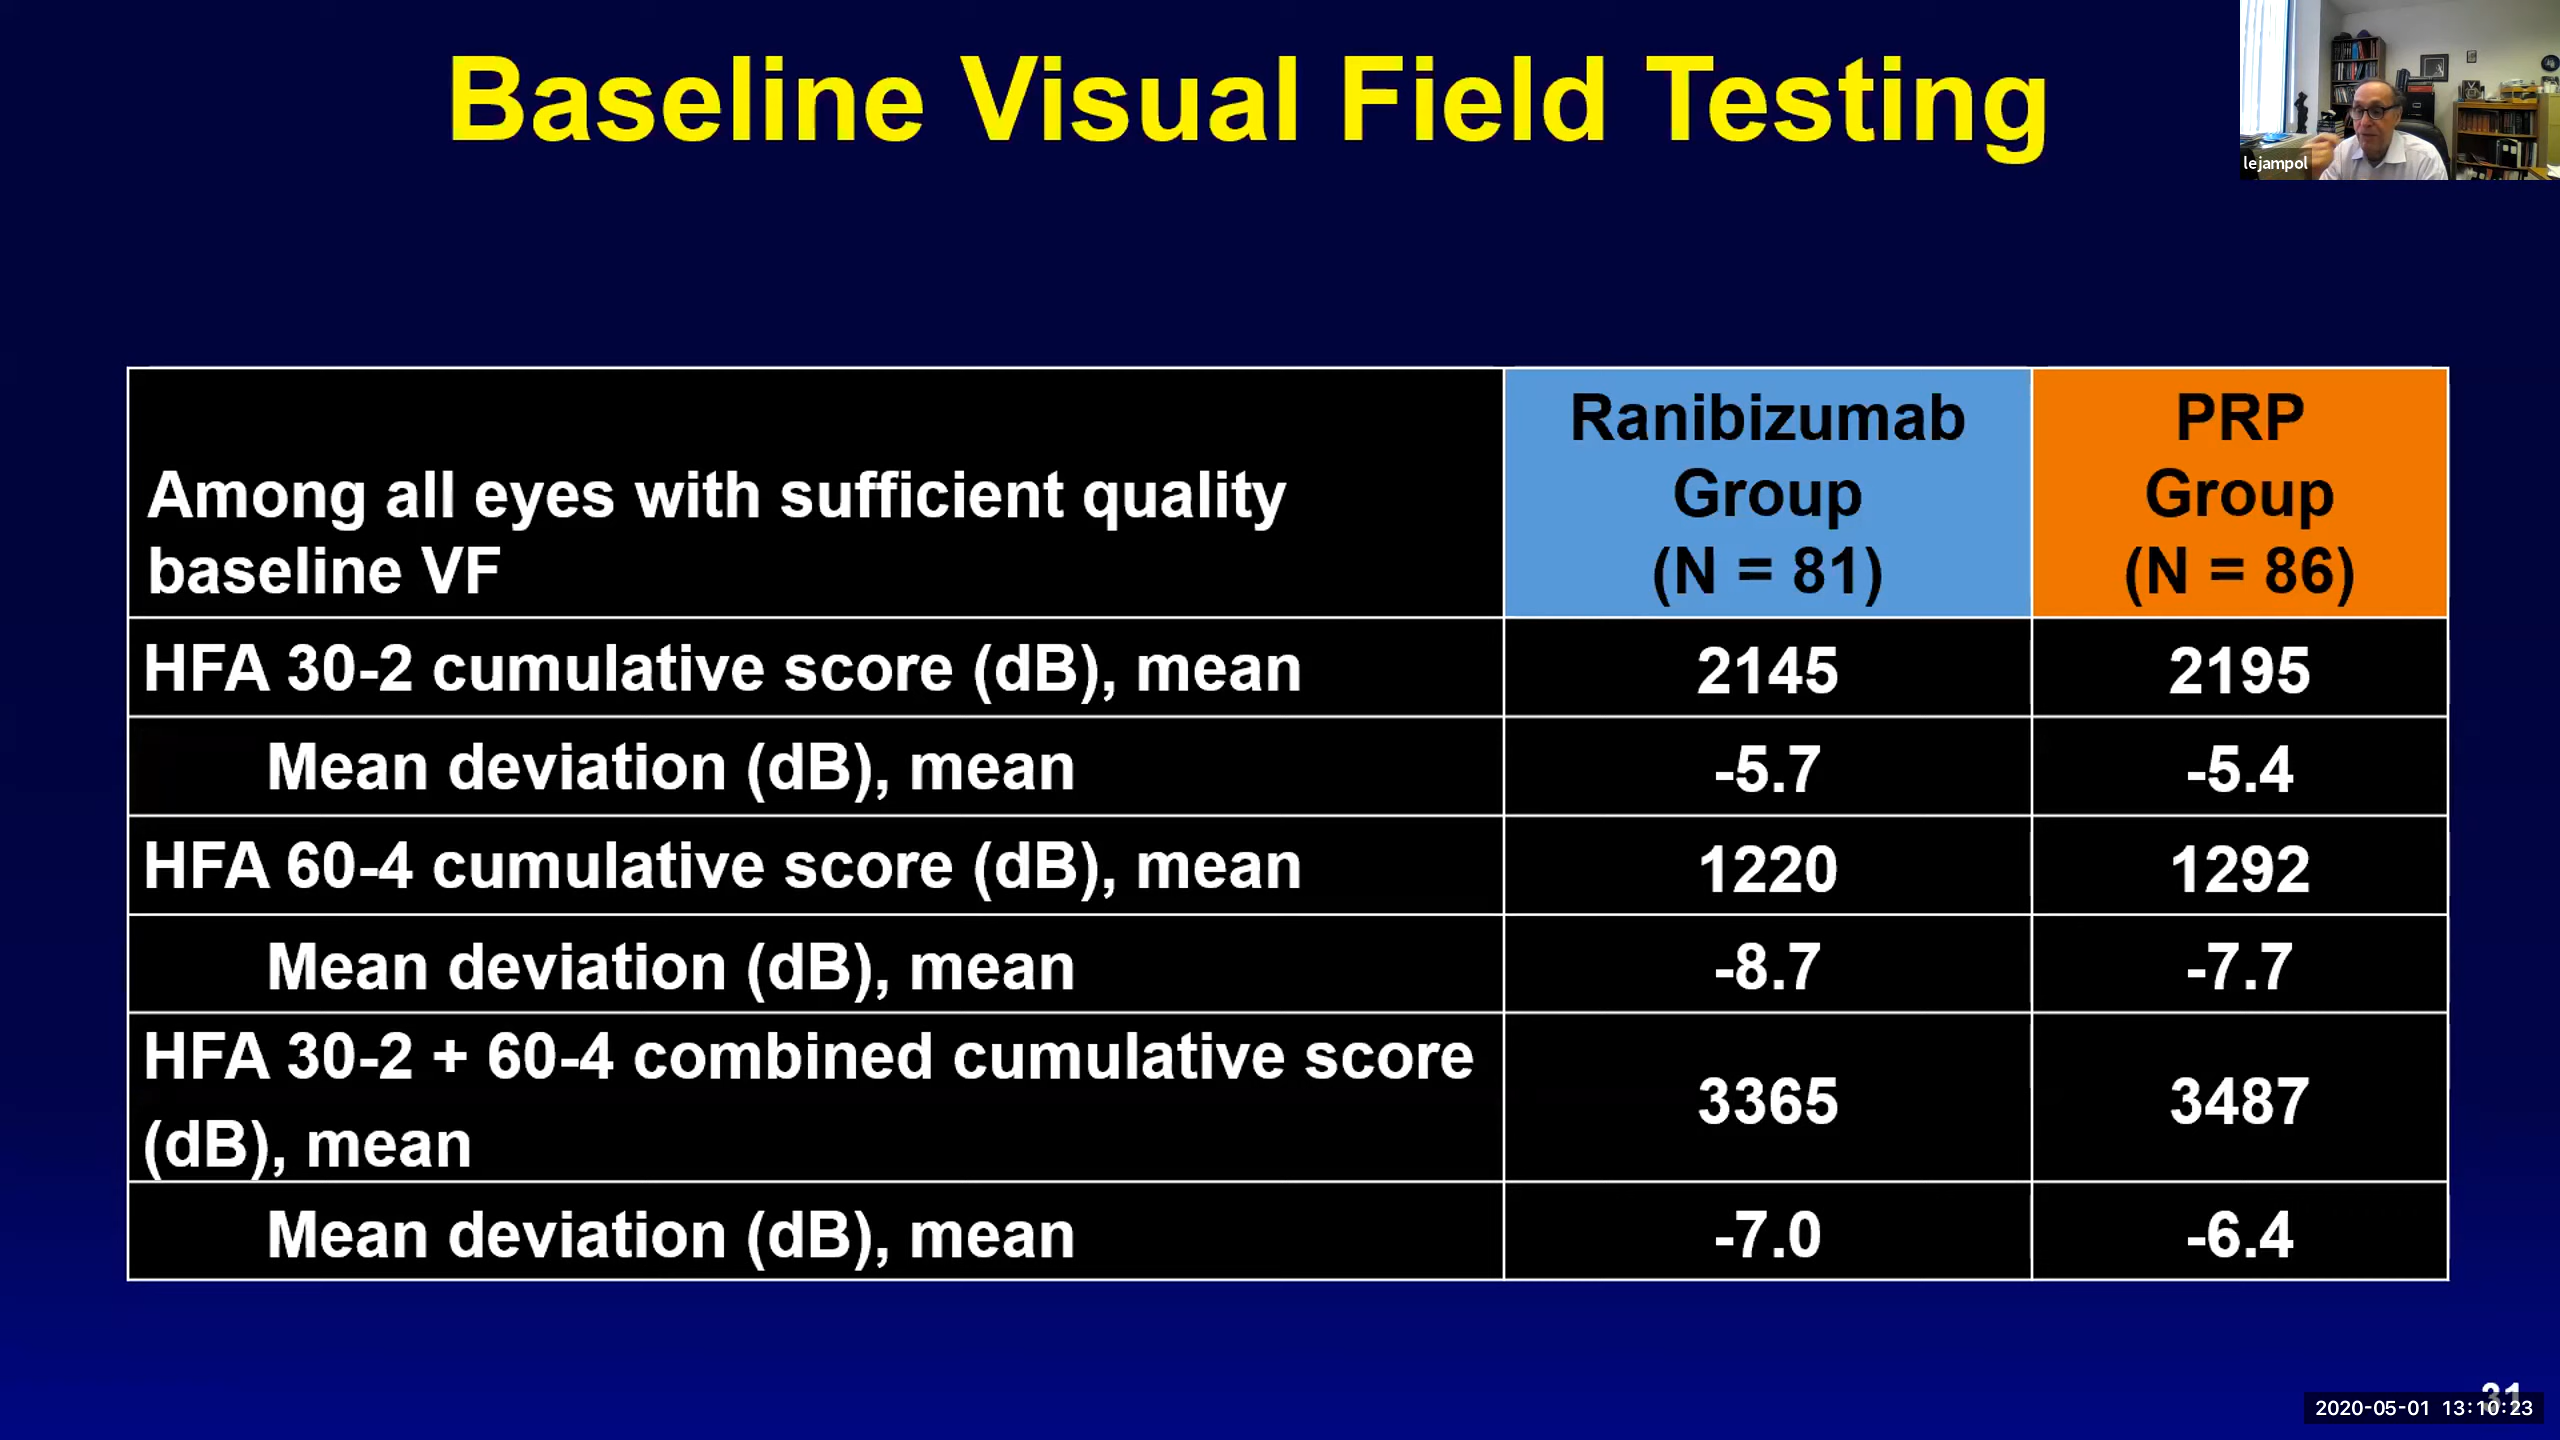 Baseline Visual Field Testing
lejampol
Among all eyes with sufficient quality
baseline VF
Ranibizumab
Group
(N = 81)
PRP
Group
(N = 86)
HFA 30-2 cumulative score (dB), mean 2145 2195
Mean deviation (dB), mean -5.7 -5.4
HFA 60-4 cumulative score (dB), mean 1220 1292
Mean deviation (dB), mean -8.7 -7.7
HFA 30-2 + 60-4 combined cumulative score
(dB), mean 3365 3487
Mean deviation (dB), mean -7.0 -6.4
31
2020-05-01 13:10:23